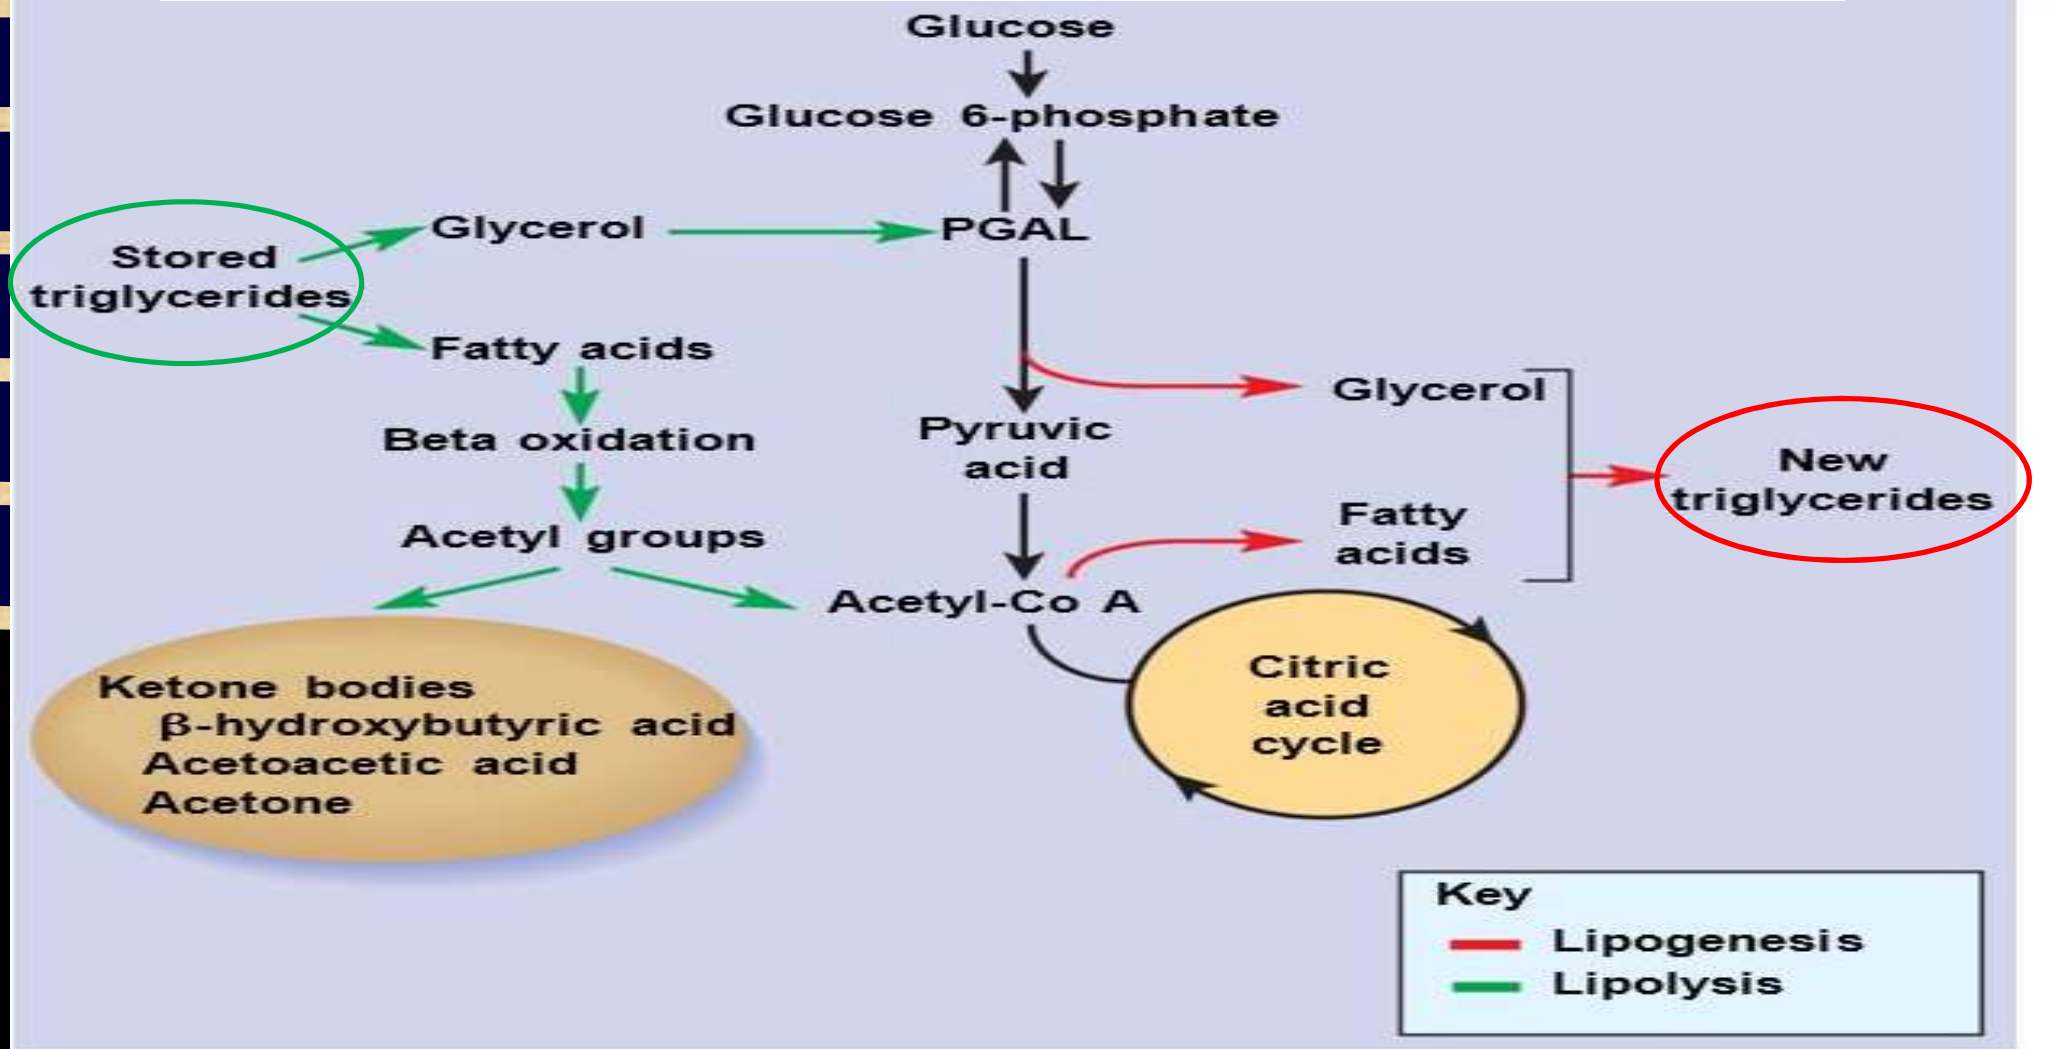 Glucose
Glucose 6-phosphate
Glycerol
PGAL
Stored
triglycerides
Fatty acids
Beta oxidation
Acetyl groups
Ketone bodies
β-hydroxybutyric acid
Acetoacetic acid
Acetone
Pyruvic
acid
Acetyl-Co A
Glycerol
Fatty
acids
New
triglycerides
Citric
acid
cycle
Key
Lipogenesis
Lipolysis